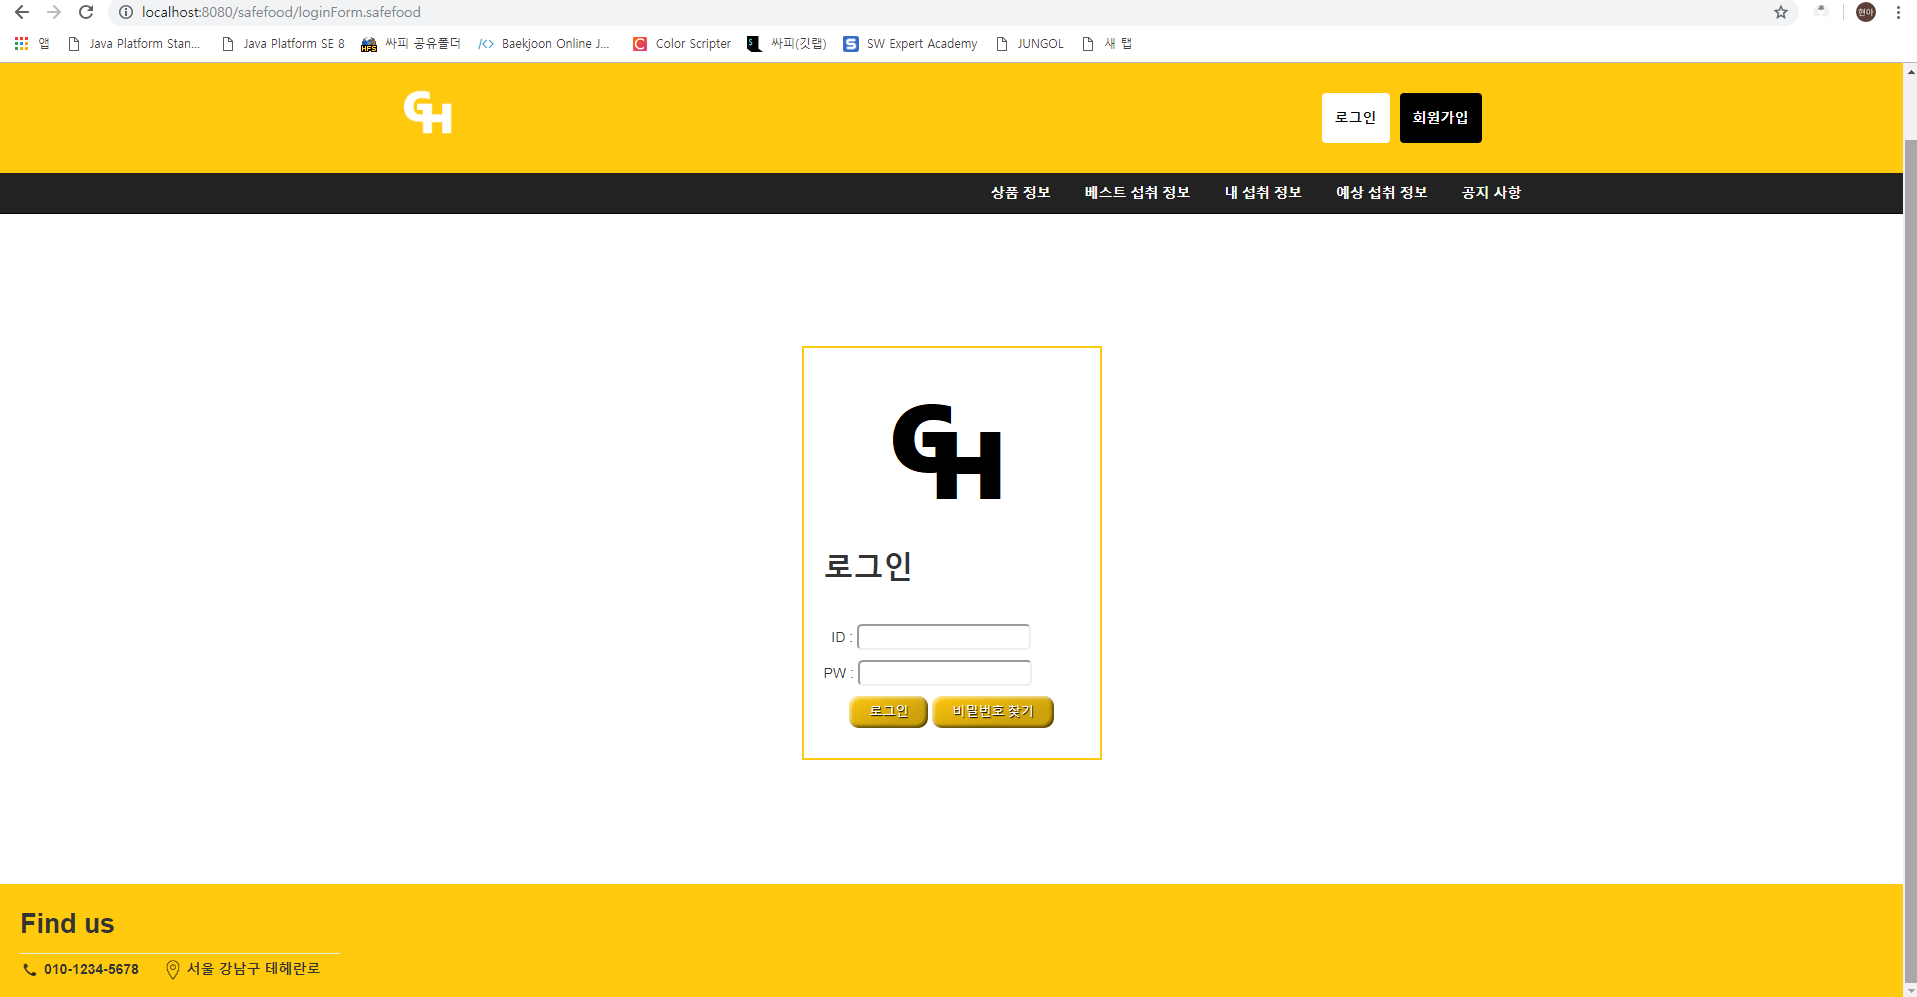 localhost:8080/safefood/loginForm.safefood
현아
앱 Java Platform Stan... Java Platform SE 8 HFS 싸피 공유폴더 </> Baekjoon Online J... C Color Scripter S 싸피(깃랩) S SW Expert Academy JUNGOL 새 탭
GH 로그인 회원가입
상품 정보 베스트 섭취 정보 내 섭취 정보 예상 섭취 정보 공지 사항
GH
로그인
ID :
PW :
로그인 비밀번호 찾기
Find us
010-1234-5678 서울 강남구 테헤란로